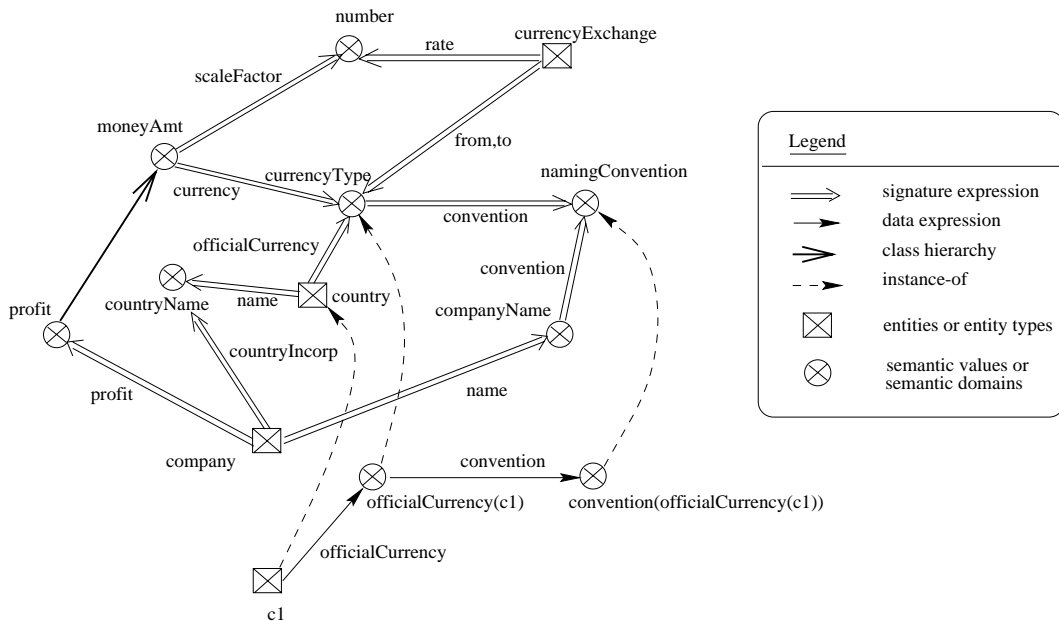 number
currencyExchange
rate
scaleFactor
moneyAmt
from,to
currency
currencyType
namingConvention
convention
officialCurrency
convention
name
country
countryName
companyName
profit
countryIncorp
profit
name
company
convention
officialCurrency(c1)
convention(officialCurrency(c1))
officialCurrency
c1
Legend
signature expression
data expression
class hierarchy
instance-of
entities or entity types
semantic values or
semantic domains